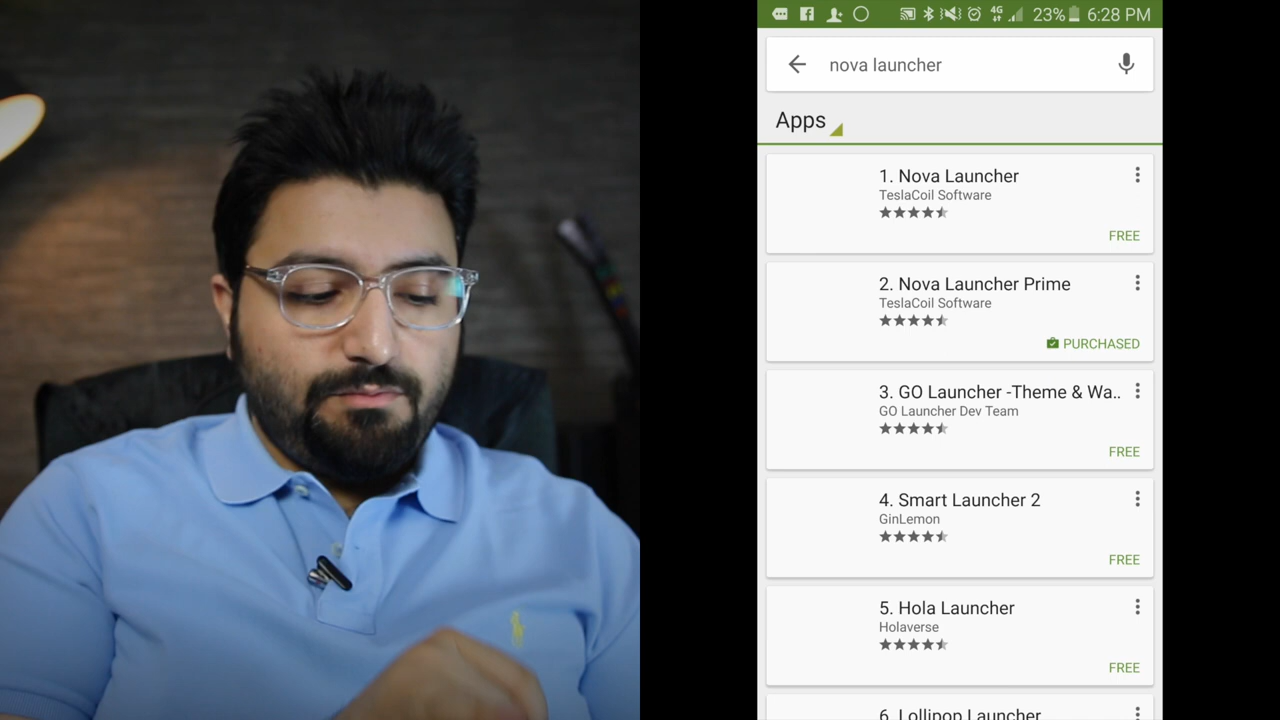 23% 6:28 PM
nova launcher
Apps
1. Nova Launcher
TeslaCoil Software
FREE
2. Nova Launcher Prime
TeslaCoil Software
PURCHASED
3. GO Launcher -Theme & Wa..
GO Launcher Dev Team
FREE
4. Smart Launcher 2
GinLemon
FREE
5. Hola Launcher
Holaverse
FREE
6. Lollipop Launcher